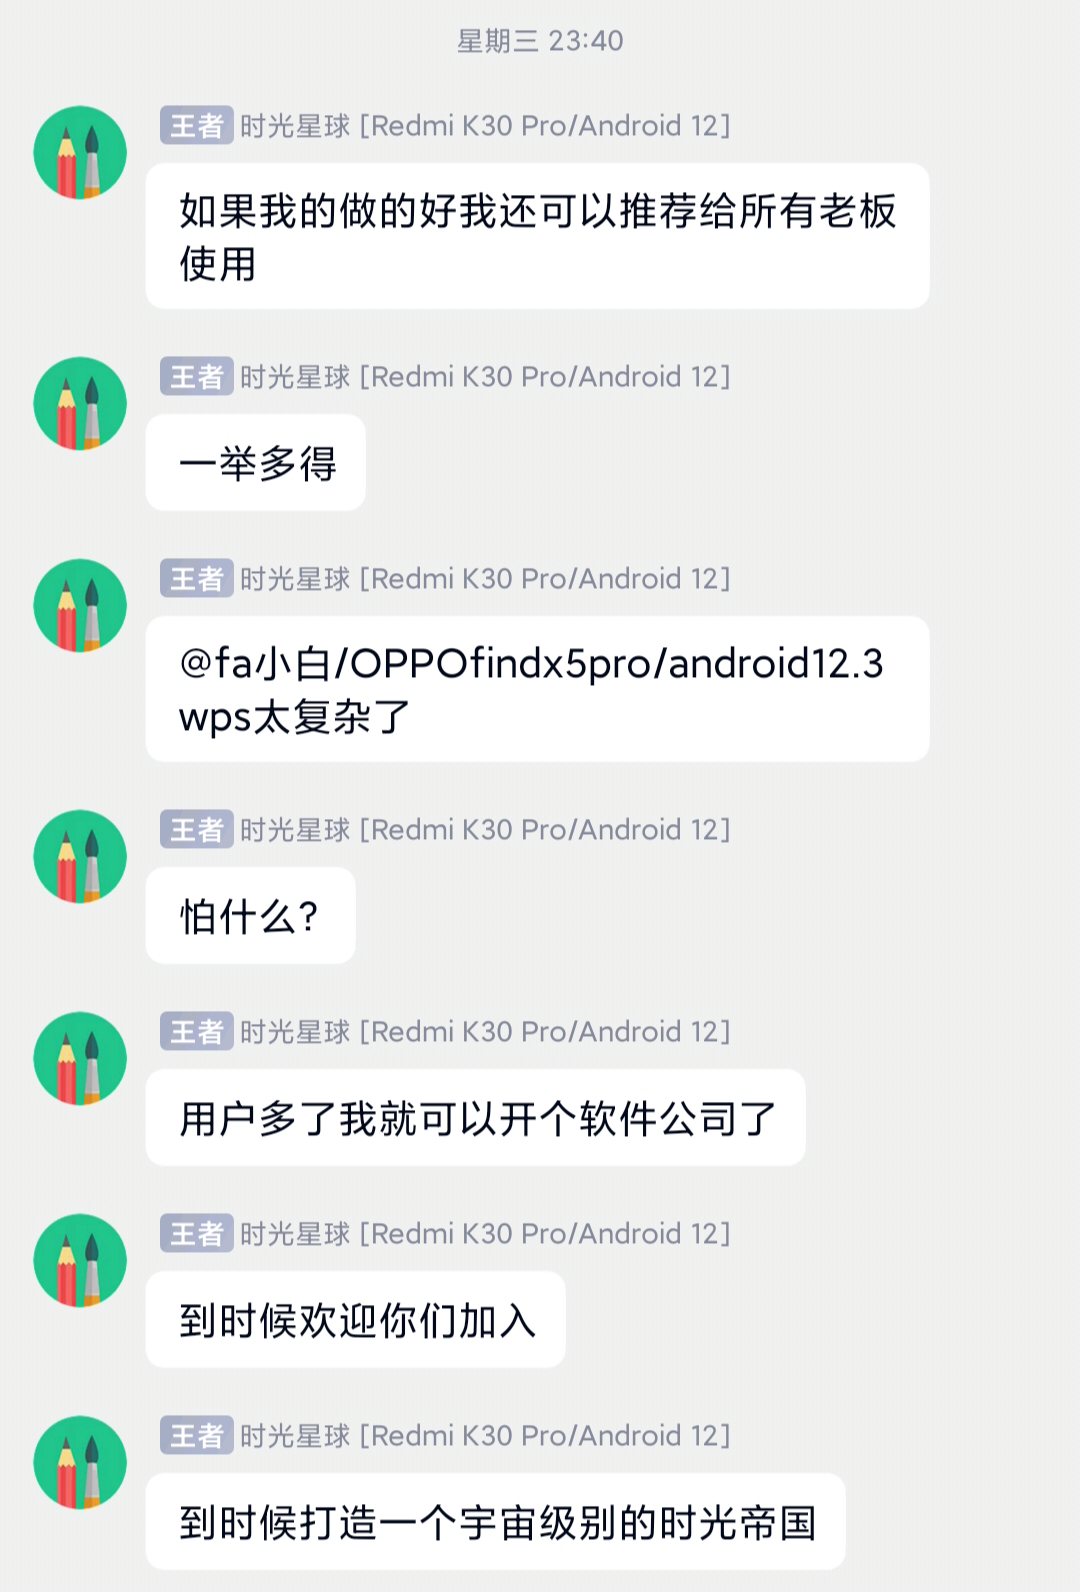 星期三 23:40
王者 时光星球 [Redmi K30 Pro/Android 12]
如果我的做的好我还可以推荐给所有老板
使用
王者 时光星球 [Redmi K30 Pro/Android 12]
一举多得
王者 时光星球 [Redmi K30 Pro/Android 12]
@fa小白/OPPOfindx5pro/android12.3
wps太复杂了
王者 时光星球 [Redmi K30 Pro/Android 12]
怕什么?
王者 时光星球 [Redmi K30 Pro/Android 12]
用户多了我就可以开个软件公司了
王者 时光星球 [Redmi K30 Pro/Android 12]
到时候欢迎你们加入
王者 时光星球 [Redmi K30 Pro/Android 12]
到时候打造一个宇宙级别的时光帝国